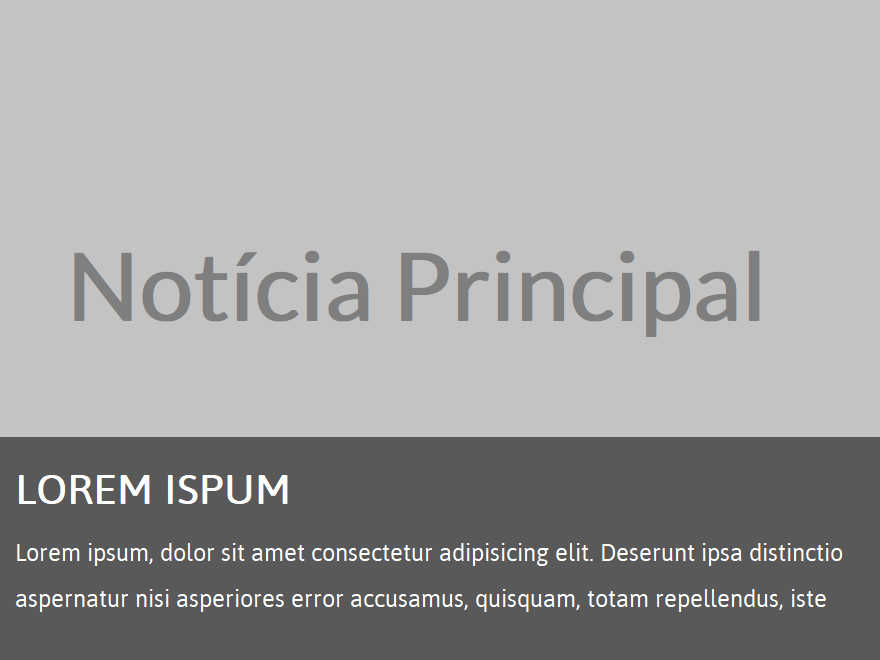 Notícia Principal
LOREM ISPUM
Lorem ipsum, dolor sit amet consectetur adipisicing elit. Deserunt ipsa distinctio
aspernatur nisi asperiores error accusamus, quisquam, totam repellendus, iste